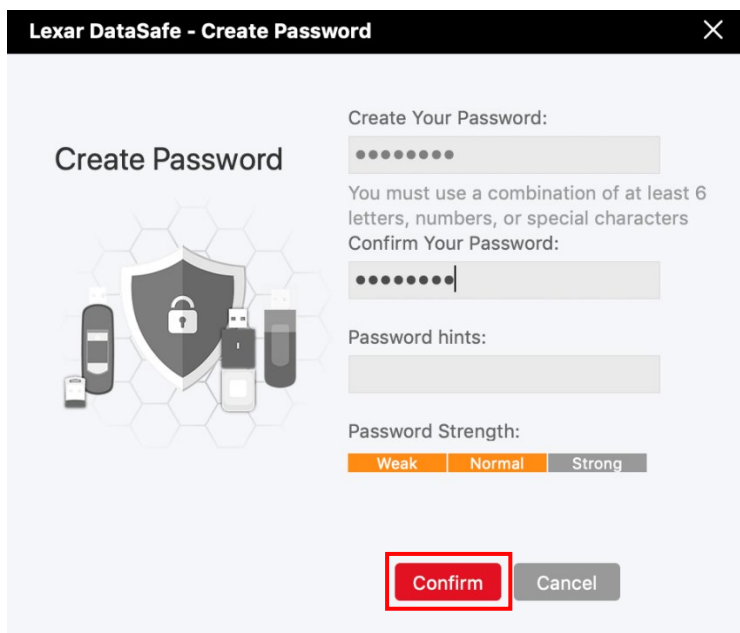 Lexar DataSafe - Create Password
Create Password
Create Your Password:
••••••••
You must use a combination of at least 6
letters, numbers, or special characters
Confirm Your Password:
••••••••
Password hints:
Password Strength:
Weak Normal Strong
Confirm Cancel